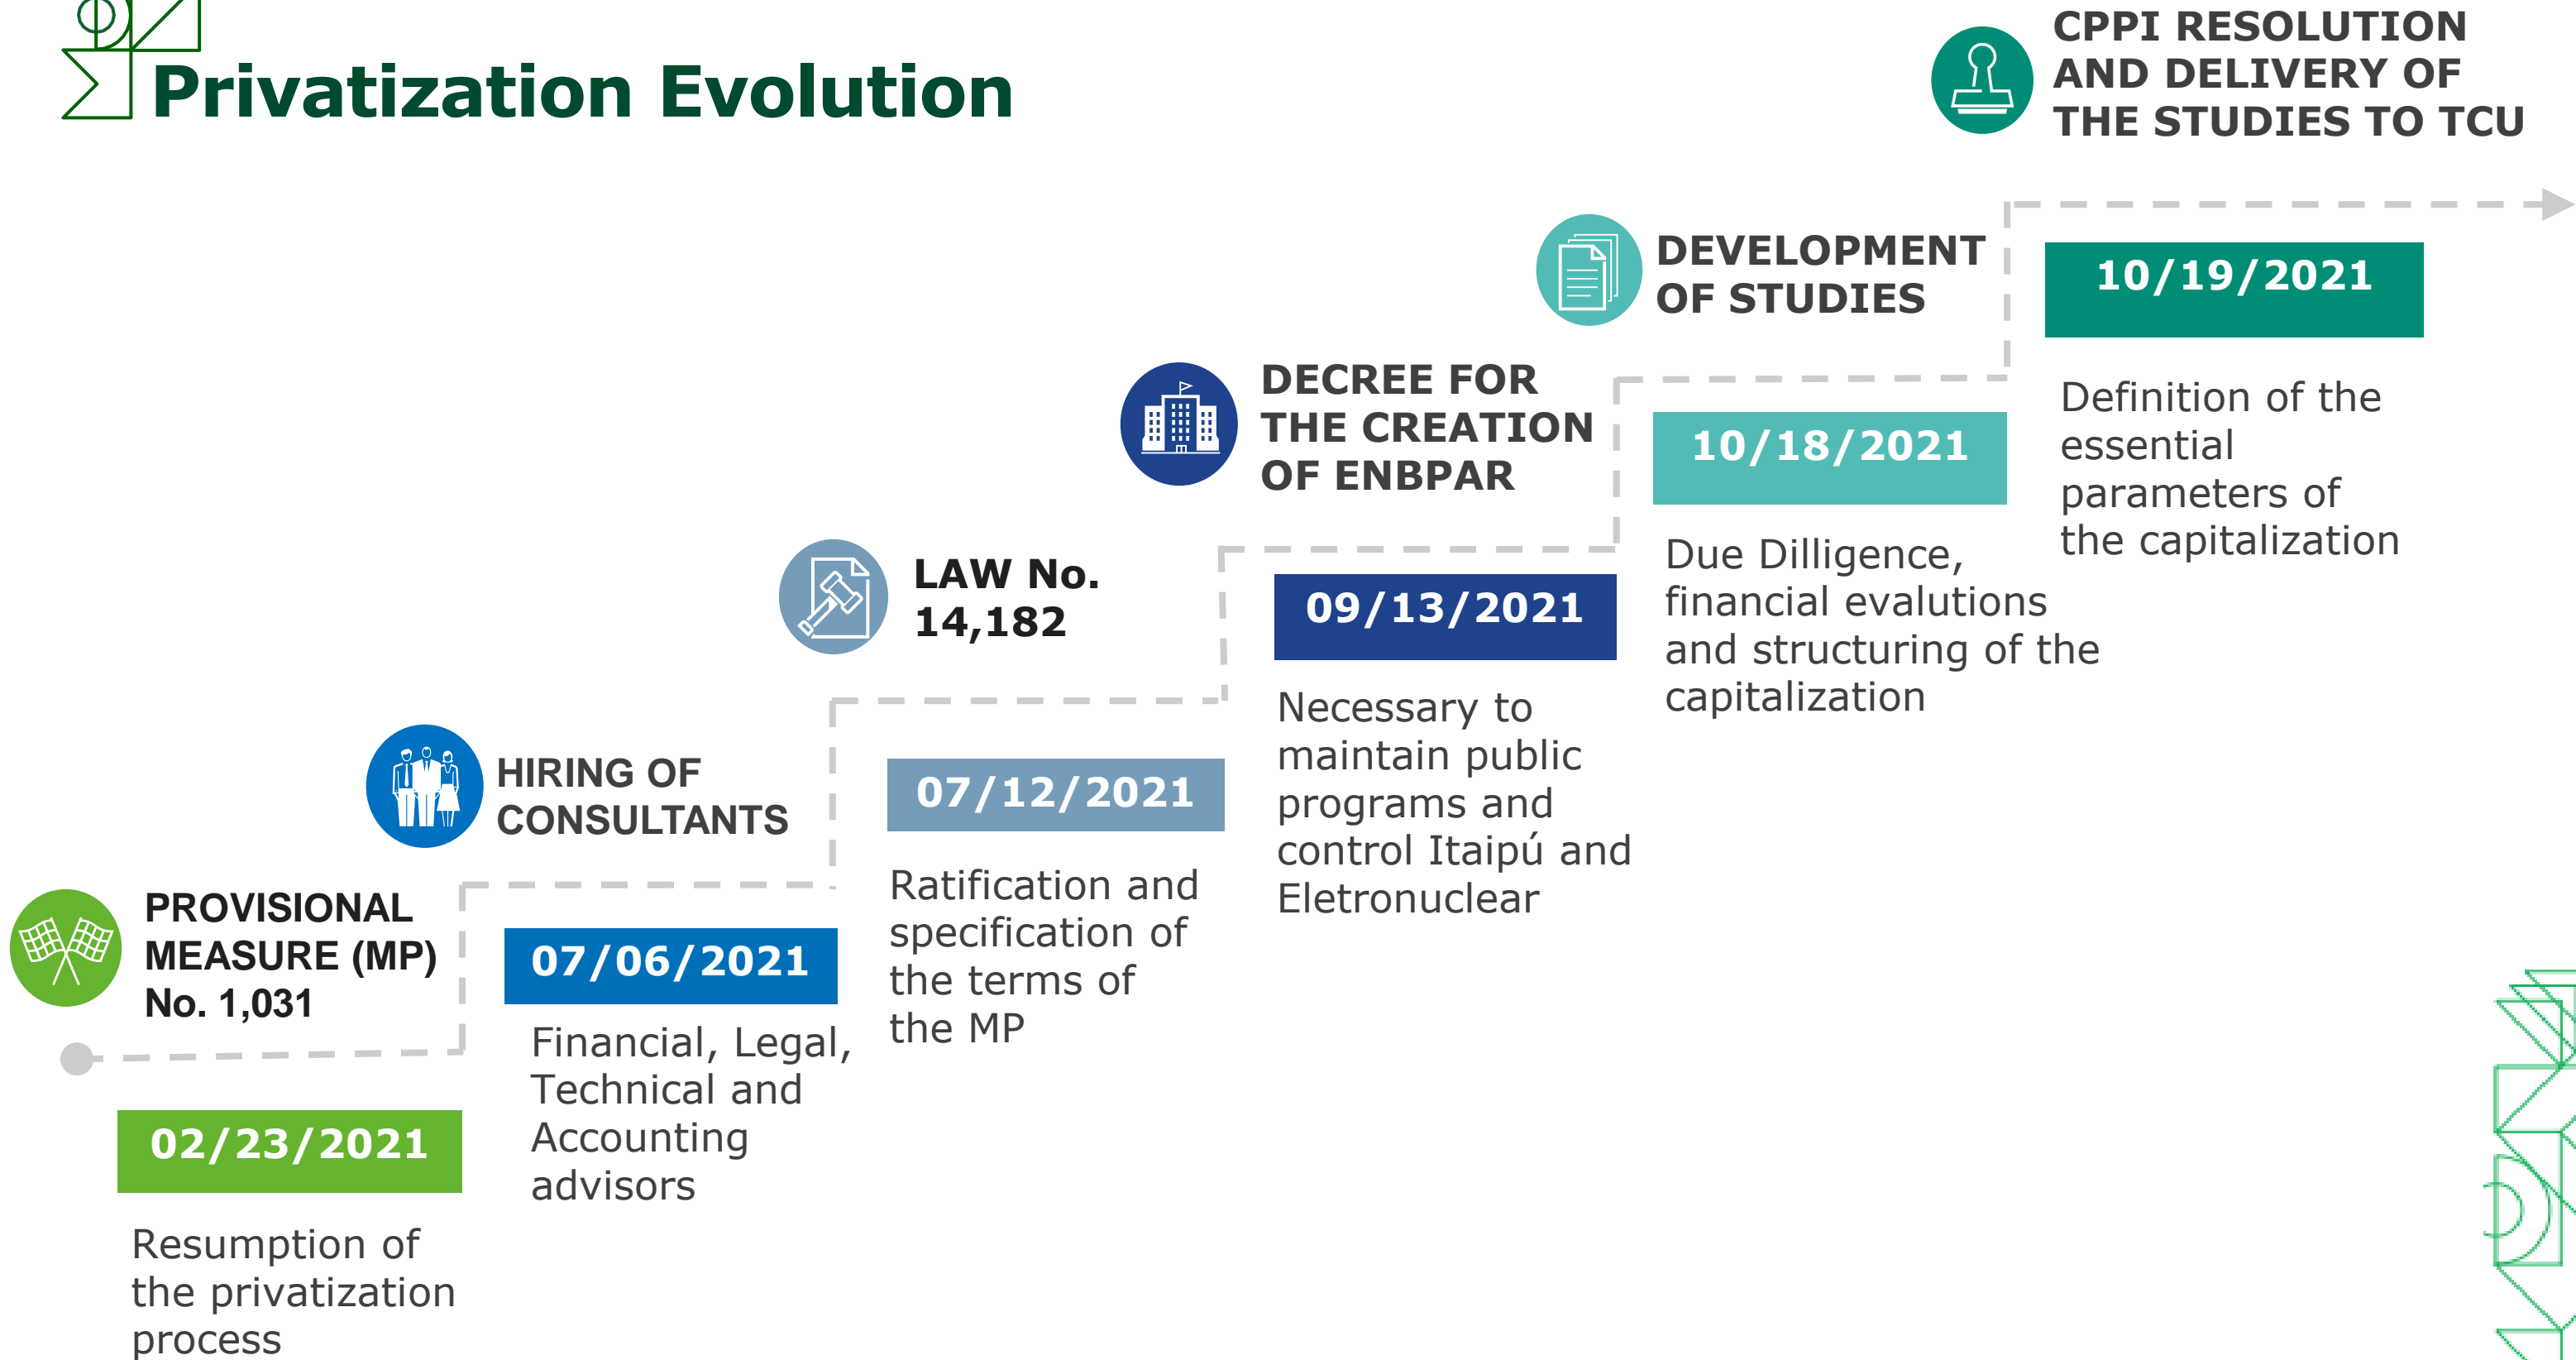 Privatization Evolution
PROVISIONAL
MEASURE (MP)
No. 1,031
02/23/2021
Resumption of
the privatization
process
HIRING OF
CONSULTANTS
07/06/2021
Financial, Legal,
Technical and
Accounting
advisors
LAW No.
14,182
07/12/2021
Ratification and
specification of
the terms of
the MP
DECREE FOR
THE CREATION
OF ENBPAR
09/13/2021
Necessary to
maintain public
programs and
control Itaipú and
Eletronuclear
DEVELOPMENT
OF STUDIES
10/18/2021
Due Dilligence,
financial evalutions
and structuring of the
capitalization
CPPI RESOLUTION
AND DELIVERY OF
THE STUDIES TO TCU
10/19/2021
Definition of the
essential
parameters of
the capitalization